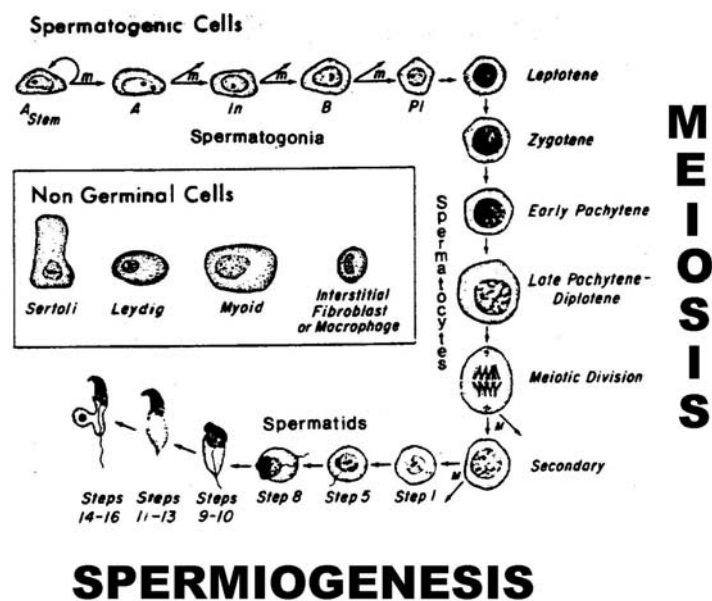 Spermatogenic Cells
m m m m
A Stem A In B Pl
Spermatogonia
Leptotene
Zygotene
Early Pachytene
Late Pachytene-
Diplotene
Meiotic Division
M
Secondary
M
Spermatocytes
MEIOSIS
Non Germinal Cells
Sertoli Leydig Myoid Interstitial
Fibroblast
or Macrophage
Spermatids
Steps Steps Steps Step 8 Step 5 Step 1
14-16 11-13 9-10
SPERMIOGENESIS